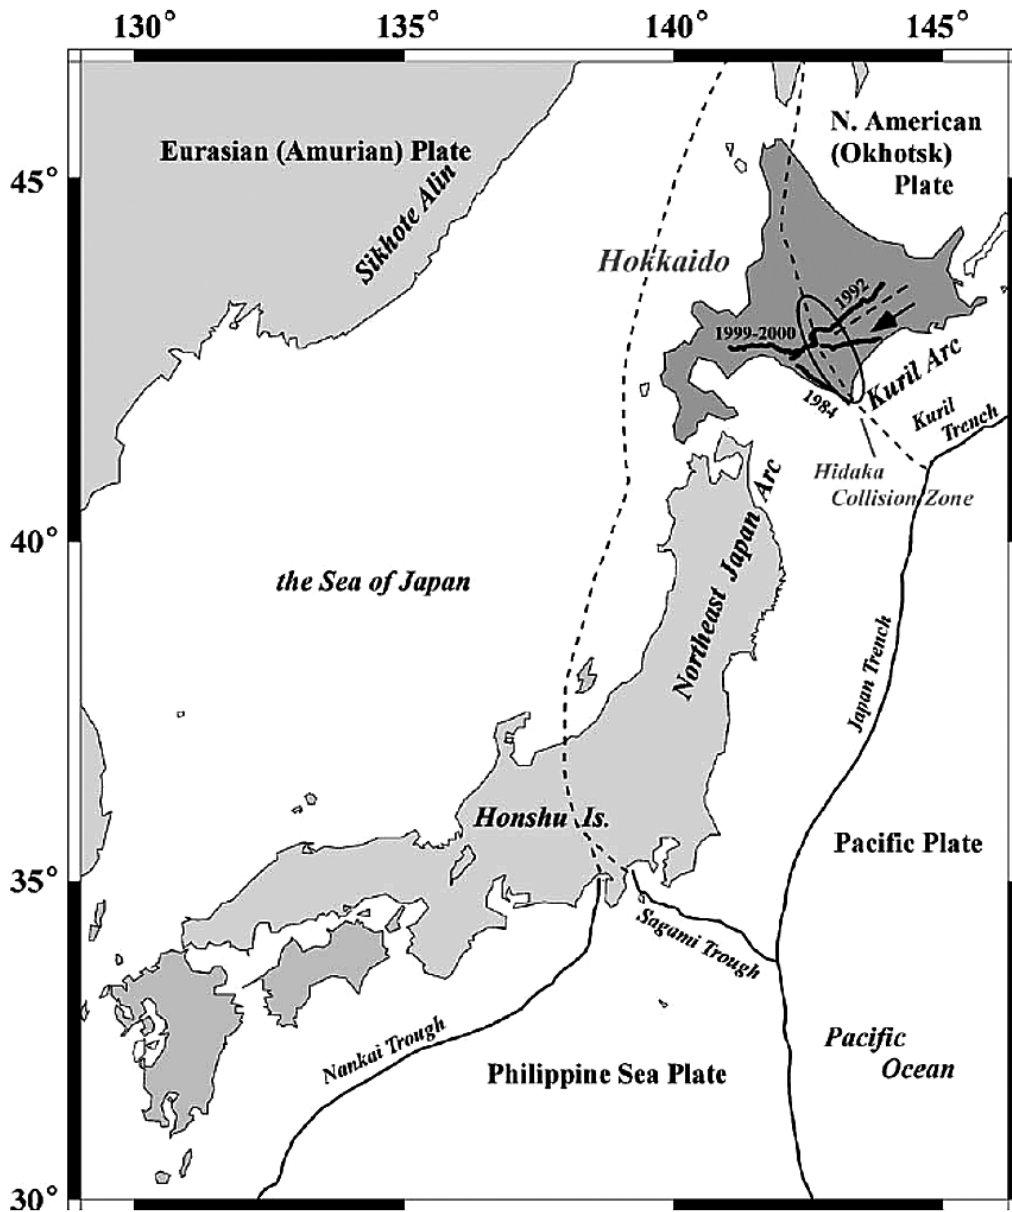 130° 135° 140° 145°
N. American
(Okhotsk)
Plate
Eurasian (Amurian) Plate
45°
Sikhote Alin
Hokkaido
1992
1999-2000
1984
Kuril Arc
Kuril
Trench
Hidaka
Collision Zone
40°
the Sea of Japan
Northeast Japan Arc
Japan Trench
Honshu Is.
Pacific Plate
35°
Sagami Trough
Nankai Trough
Pacific
Ocean
Philippine Sea Plate
30°